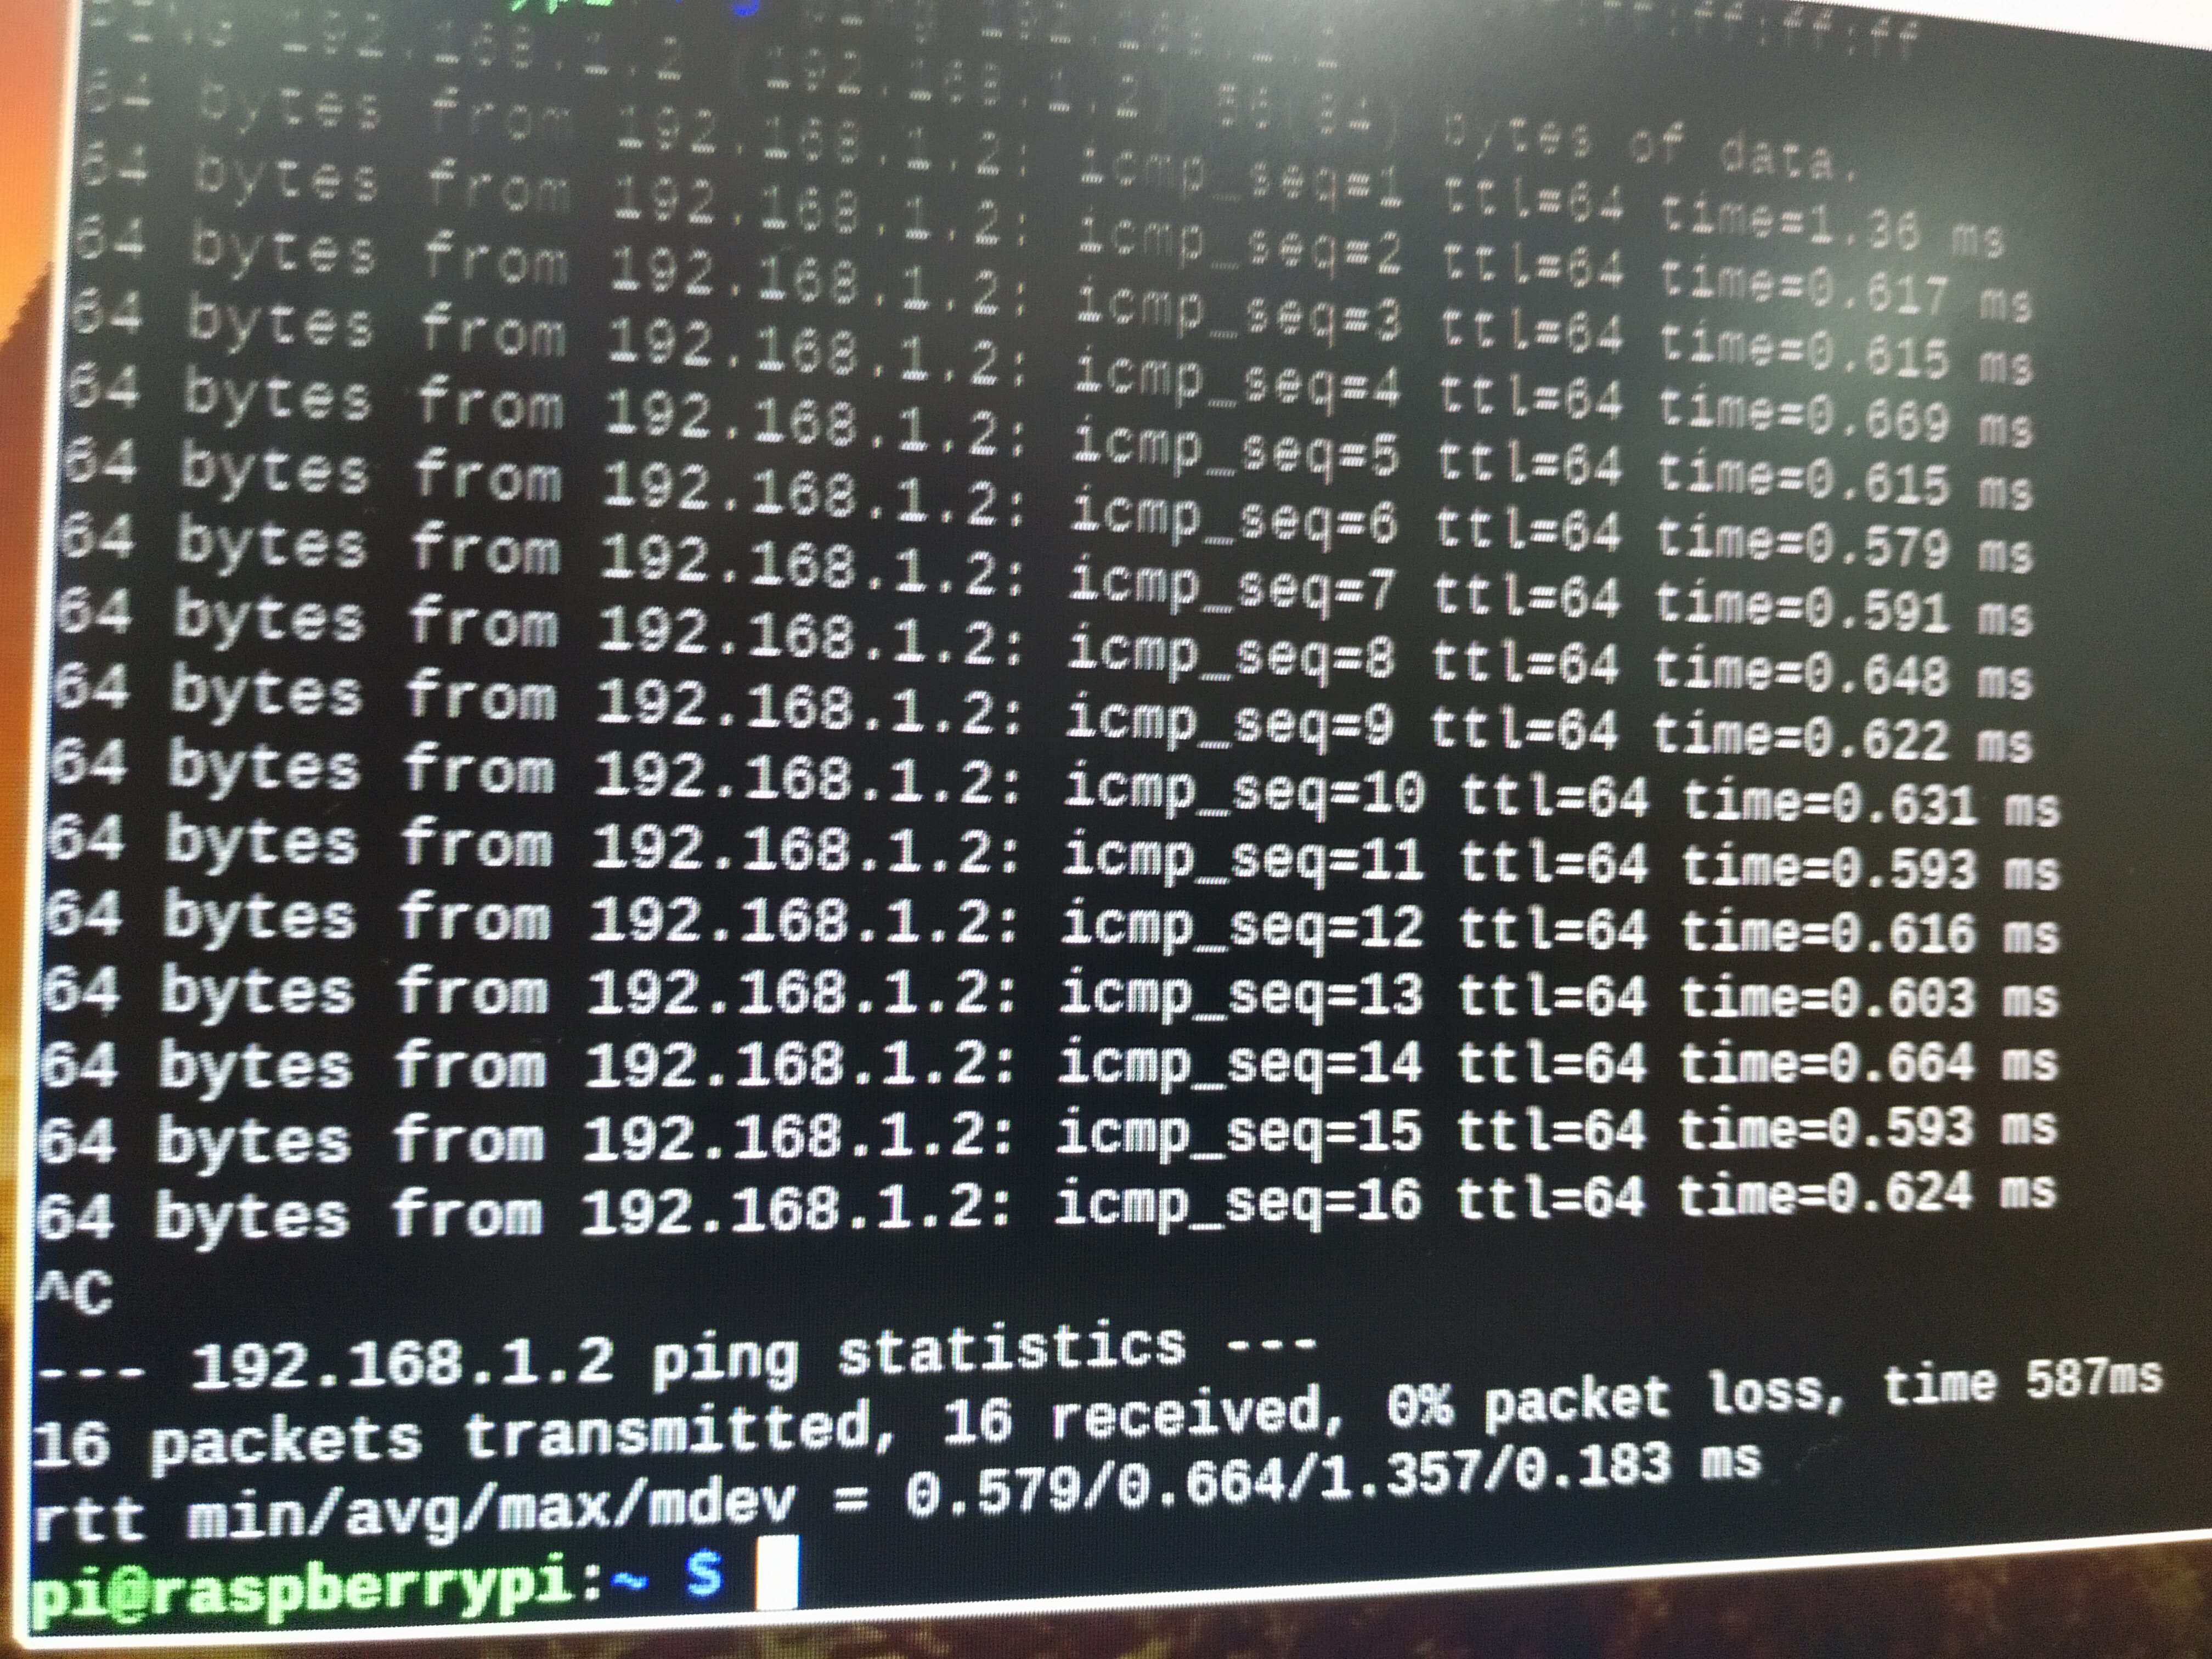 ping 192.168.1.2
ff:ff:ff
PING 192.168.1.2 (192.168.1.2) 56(84) bytes of data.
64 bytes from 192.168.1.2: icmp_seq=1 ttl=64 time=1.36 ms
64 bytes from 192.168.1.2: icmp_seq=2 ttl=64 time=0.617 ms
64 bytes from 192.168.1.2: icmp_seq=3 ttl=64 time=0.615 ms
64 bytes from 192.168.1.2: icmp_seq=4 ttl=64 time=0.669 ms
64 bytes from 192.168.1.2: icmp_seq=5 ttl=64 time=0.615 ms
64 bytes from 192.168.1.2: icmp_seq=6 ttl=64 time=0.579 ms
64 bytes from 192.168.1.2: icmp_seq=7 ttl=64 time=0.591 ms
64 bytes from 192.168.1.2: icmp_seq=8 ttl=64 time=0.648 ms
64 bytes from 192.168.1.2: icmp_seq=9 ttl=64 time=0.622 ms
64 bytes from 192.168.1.2: icmp_seq=10 ttl=64 time=0.631 ms
64 bytes from 192.168.1.2: icmp_seq=11 ttl=64 time=0.593 ms
64 bytes from 192.168.1.2: icmp_seq=12 ttl=64 time=0.616 ms
64 bytes from 192.168.1.2: icmp_seq=13 ttl=64 time=0.603 ms
64 bytes from 192.168.1.2: icmp_seq=14 ttl=64 time=0.664 ms
64 bytes from 192.168.1.2: icmp_seq=15 ttl=64 time=0.593 ms
64 bytes from 192.168.1.2: icmp_seq=16 ttl=64 time=0.624 ms
^C
--- 192.168.1.2 ping statistics ---
16 packets transmitted, 16 received, 0% packet loss, time 587ms
rtt min/avg/max/mdev = 0.579/0.664/1.357/0.183 ms
pi@raspberrypi:~ $